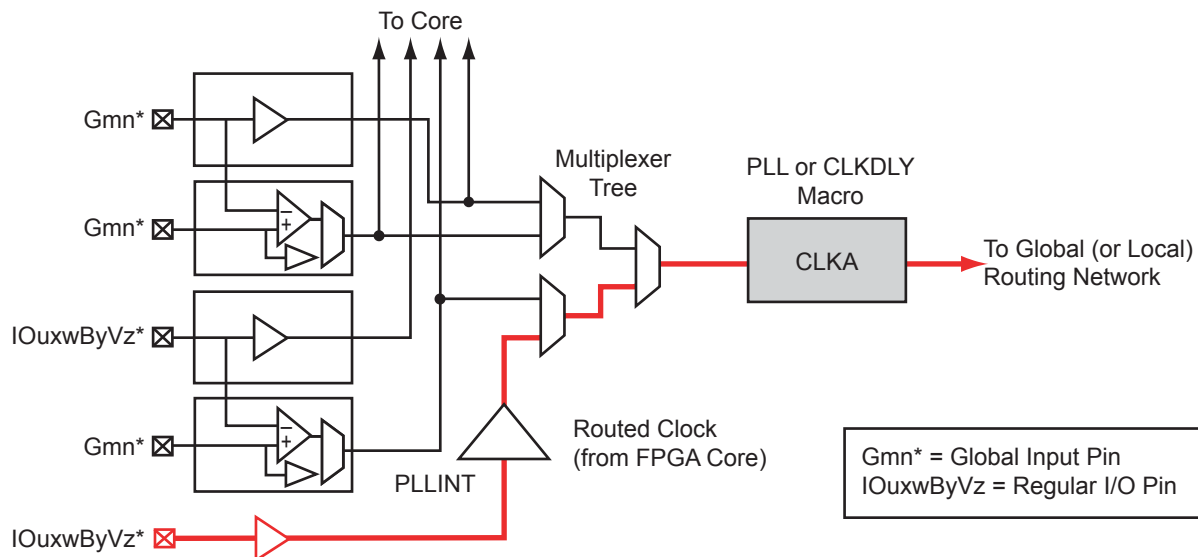 To Core
Gmn*
Multiplexer
Tree
PLL or CLKDLY
Macro
Gmn*
−
+
CLKA
To Global (or Local)
Routing Network
IOuxwByVz*
Gmn*
−
+
Routed Clock
(from FPGA Core)
PLLINT
Gmn* = Global Input Pin
IOuxwByVz = Regular I/O Pin
IOuxwByVz*